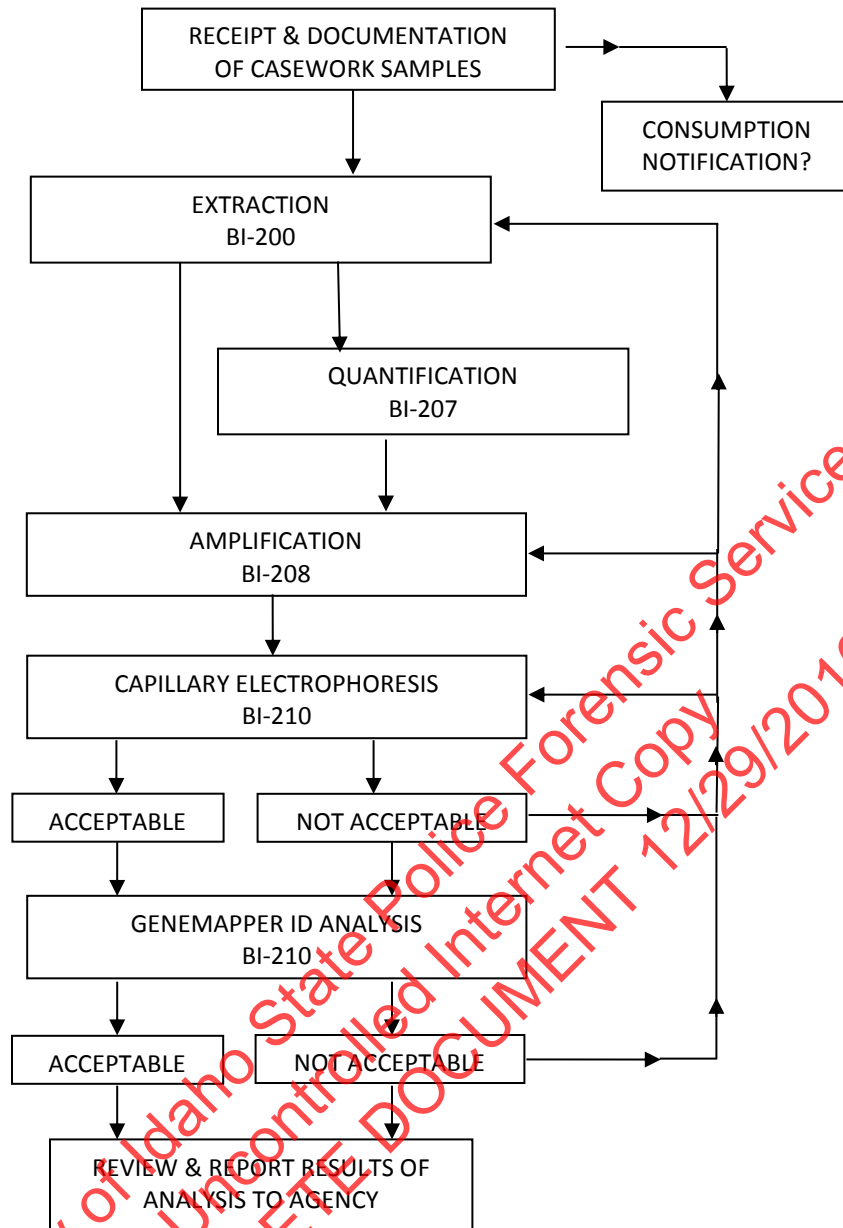 RECEIPT & DOCUMENTATION
OF CASEWORK SAMPLES
CONSUMPTION
NOTIFICATION?
EXTRACTION
BI-200
QUANTIFICATION
BI-207
AMPLIFICATION
BI-208
CAPILLARY ELECTROPHORESIS
BI-210
ACCEPTABLE
NOT ACCEPTABLE
GENEMAPPER ID ANALYSIS
BI-210
ACCEPTABLE
NOT ACCEPTABLE
REVIEW & REPORT RESULTS OF
ANALYSIS TO AGENCY
of Idaho State Police Forensic Service
Uncontrolled Internet Copy
DOCUMENT 12/29/201